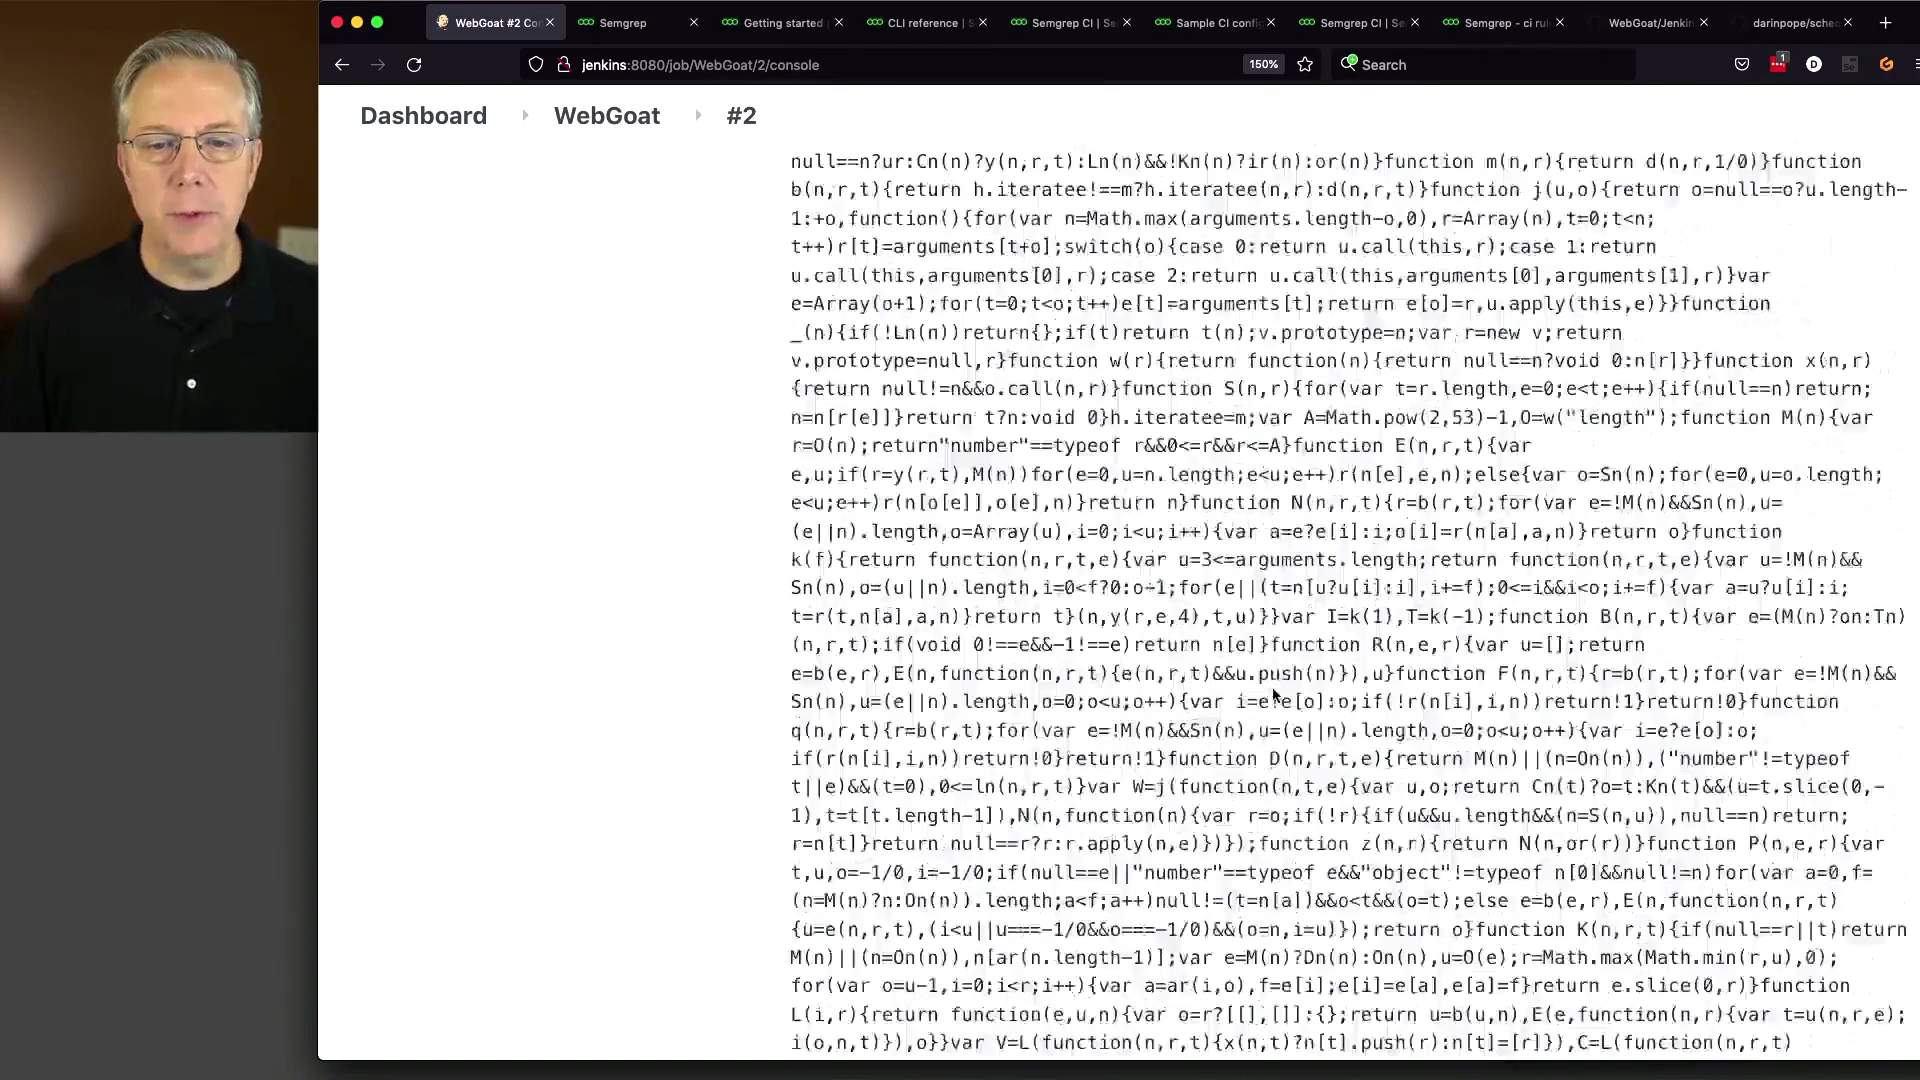 WebGoat #2 Con
Semgrep
Getting started
CLI reference | S
Semgrep CI | Se
Sample CI config
Semgrep CI | Se
Semgrep - ci rul
WebGoat/Jenkin
darinpope/sche
jenkins:8080/job/WebGoat/2/console
150%
Search
1
Dashboard
WebGoat
#2
null==n?ur:Cn(n)?y(n,r,t):Ln(n)&&!Kn(n)?ir(n):or(n)}function m(n,r){return d(n,r,1/0)}function
b(n,r,t){return h.iteratee!==m?h.iteratee(n,r):d(n,r,t)}function j(u,o){return o=null==o?u.length-
1:+o,function(){for(var n=Math.max(arguments.length-o,0),r=Array(n),t=0;t<n;
t++)r[t]=arguments[t+o];switch(o){case 0:return u.call(this,r);case 1:return
u.call(this,arguments[0],r);case 2:return u.call(this,arguments[0],arguments[1],r)}var
e=Array(o+1);for(t=0;t<o;t++)e[t]=arguments[t];return e[o]=r,u.apply(this,e)}}function
_(n){if(!Ln(n))return{};if(t)return t(n);v.prototype=n;var r=new v;return
v.prototype=null,r}function w(r){return function(n){return null==n?void 0:n[r]}}function x(n,r)
{return null!=n&&o.call(n,r)}function S(n,r){for(var t=r.length,e=0;e<t;e++){if(null==n)return;
n=n[r[e]]}return t?n:void 0}h.iteratee=m;var A=Math.pow(2,53)-1,O=w("length");function M(n){var
r=O(n);return"number"==typeof r&&0<=r&&r<=A}function E(n,r,t){var
e,u;if(r=y(r,t),M(n))for(e=0,u=n.length;e<u;e++)r(n[e],e,n);else{var o=Sn(n);for(e=0,u=o.length;
e<u;e++)r(n[o[e]],o[e],n)}return n}function N(n,r,t){r=b(r,t);for(var e=!M(n)&&Sn(n),u=
(e||n).length,o=Array(u),i=0;i<u;i++){var a=e?e[i]:i;o[i]=r(n[a],a,n)}return o}function
k(f){return function(n,r,t,e){var u=3<=arguments.length;return function(n,r,t,e){var u=!M(n)&&
Sn(n),o=(u||n).length,i=0<f?0:o-1;for(e||(t=n[u?u[i]:i],i+=f);0<=i&&i<o;i+=f){var a=u?u[i]:i;
t=r(t,n[a],a,n)}return t}(n,y(r,e,4),t,u)}}var I=k(1),T=k(-1);function B(n,r,t){var e=(M(n)?on:Tn)
(n,r,t);if(void 0!==e&&-1!==e)return n[e]}function R(n,e,r){var u=[];return
e=b(e,r),E(n,function(n,r,t){e(n,r,t)&&u.push(n)}),u}function F(n,r,t){r=b(r,t);for(var e=!M(n)&&
Sn(n),u=(e||n).length,o=0;o<u;o++){var i=e?e[o]:o;if(!r(n[i],i,n))return!1}return!0}function
q(n,r,t){r=b(r,t);for(var e=!M(n)&&Sn(n),u=(e||n).length,o=0;o<u;o++){var i=e?e[o]:o;
if(r(n[i],i,n))return!0}return!1}function D(n,r,t,e){return M(n)||(n=On(n)),("number"!=typeof
t||e)&&(t=0),0<=ln(n,r,t)}var W=j(function(n,t,e){var u,o;return Cn(t)?o=t:Kn(t)&&(u=t.slice(0,-
1),t=t[t.length-1]),N(n,function(n){var r=o;if(!r){if(u&&u.length&&(n=S(n,u)),null==n)return;
r=n[t]}return null==r?r:r.apply(n,e)})});function z(n,r){return N(n,or(r))}function P(n,e,r){var
t,u,o=-1/0,i=-1/0;if(null==e||"number"==typeof e&&"object"!=typeof n[0]&&null!=n)for(var a=0,f=
(n=M(n)?n:On(n)).length;a<f;a++)null!=(t=n[a])&&o<t&&(o=t);else e=b(e,r),E(n,function(n,r,t)
{u=e(n,r,t),(i<u||u===-1/0&&o===-1/0)&&(o=n,i=u)});return o}function K(n,r,t){if(null==r||t)return
M(n)||(n=On(n)),n[ar(n.length-1)];var e=M(n)?Dn(n):On(n),u=O(e);r=Math.max(Math.min(r,u),0);
for(var o=u-1,i=0;i<r;i++){var a=ar(i,o),f=e[i];e[i]=e[a],e[a]=f}return e.slice(0,r)}function
L(i,r){return function(e,u,n){var o=r?[[],[]]:{};return u=b(u,n),E(e,function(n,r){var t=u(n,r,e);
i(o,n,t)}),o}}var V=L(function(n,r,t){x(n,t)?n[t].push(r):n[t]=[r]}),C=L(function(n,r,t)